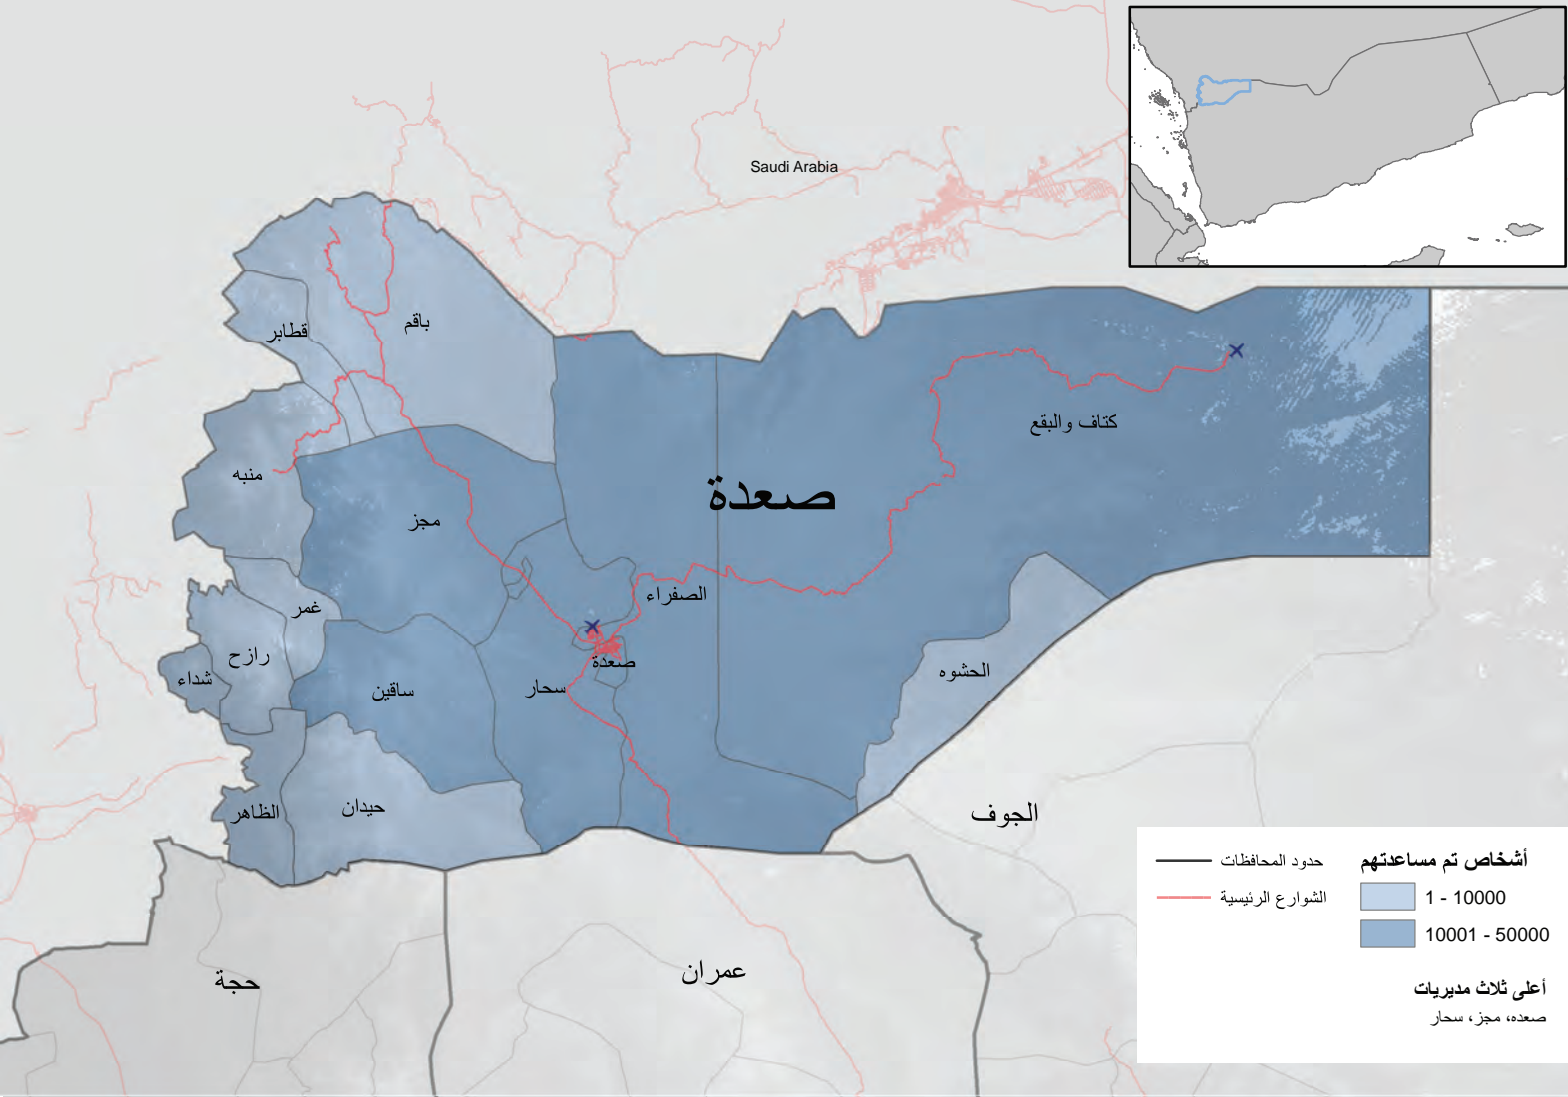 Saudi Arabia
باقم
قطابر
كتاف والبقع
منبه
صعدة
مجز
الصفراء
غمر
رازح
شداء
صعدة
سحار
ساقين
الحشوه
حيدان
الظاهر
الجوف
عمران
حجة
أشخاص تم مساعدتهم
1 - 10000
10001 - 50000
حدود المحافظات
الشوارع الرئيسية
أعلى ثلاث مديريات
صعده، مجز، سحار